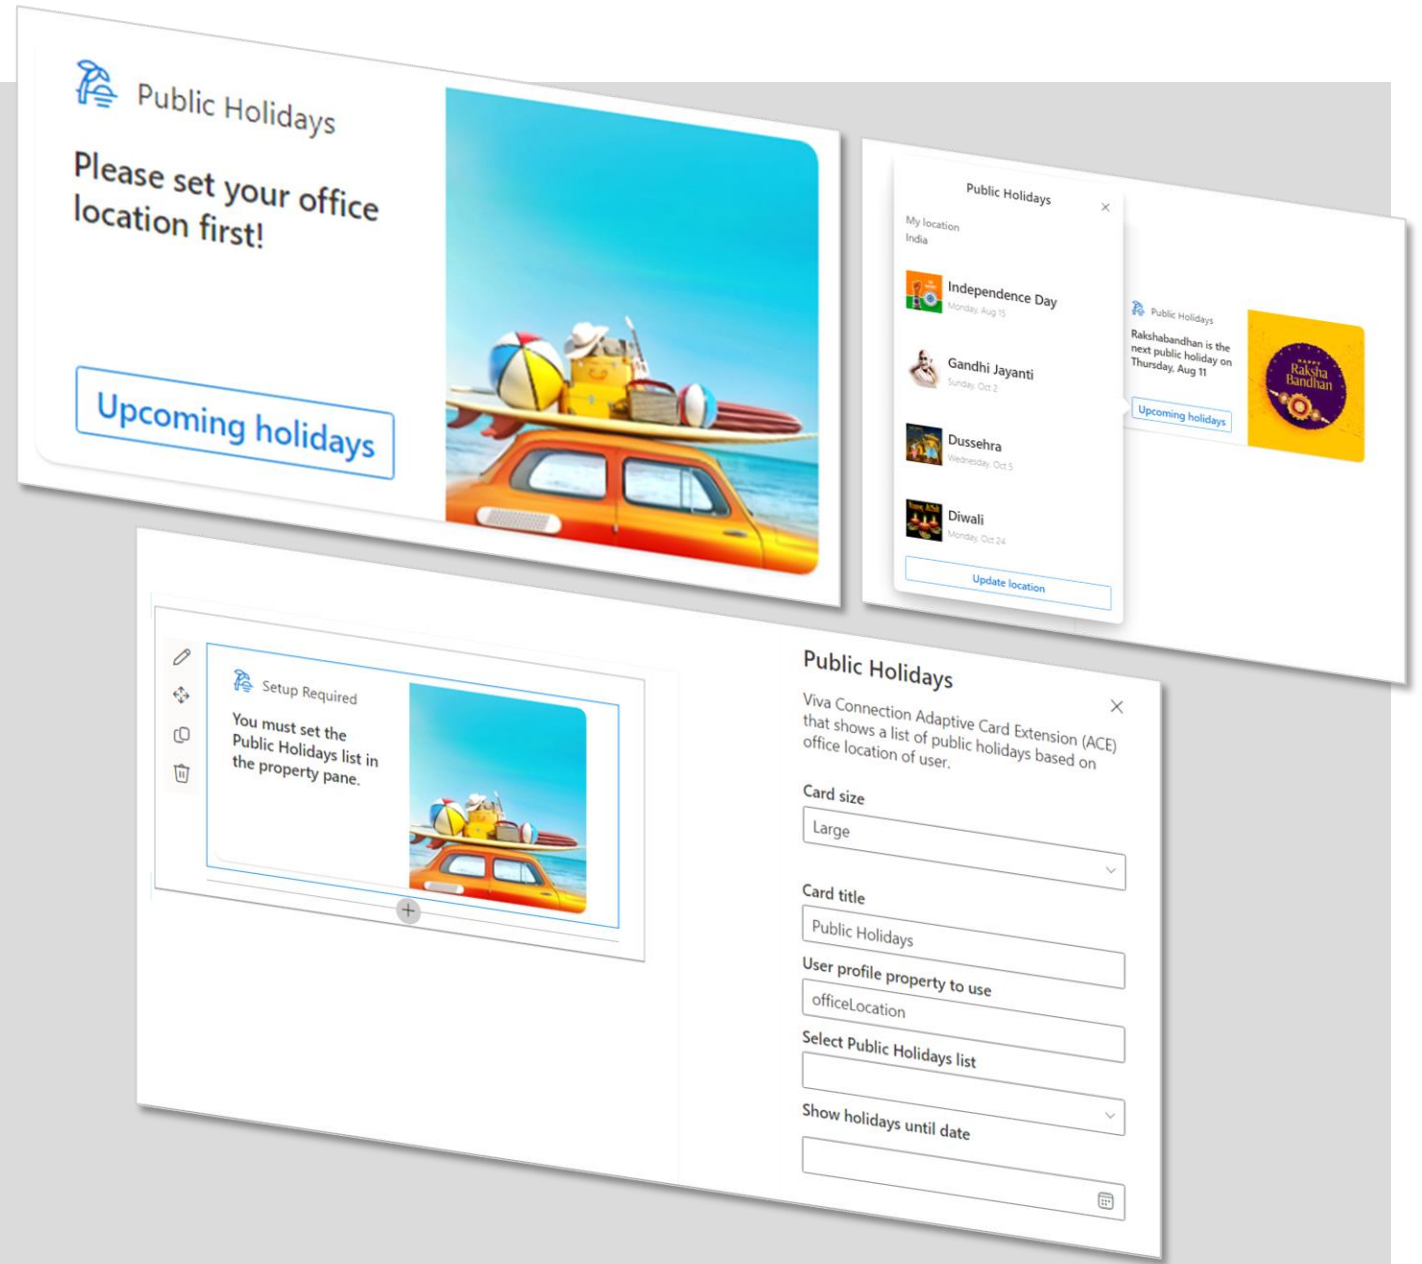 Public Holidays
Please set your office
location first!
Upcoming holidays
Public Holidays
My location
India
Independence Day
Monday, Aug 15
Gandhi Jayanti
Sunday, Oct 2
Dussehra
Wednesday, Oct 5
Diwali
Monday, Oct 24
Update location
Public Holidays
Rakshabandhan is the
next public holiday on
Thursday, Aug 11
Upcoming holidays
HAPPY
Raksha
Bandhan
Setup Required
You must set the
Public Holidays list in
the property pane.
Public Holidays
Viva Connection Adaptive Card Extension (ACE)
that shows a list of public holidays based on
office location of user.
Card size
Large
Card title
Public Holidays
User profile property to use
officeLocation
Select Public Holidays list
Show holidays until date